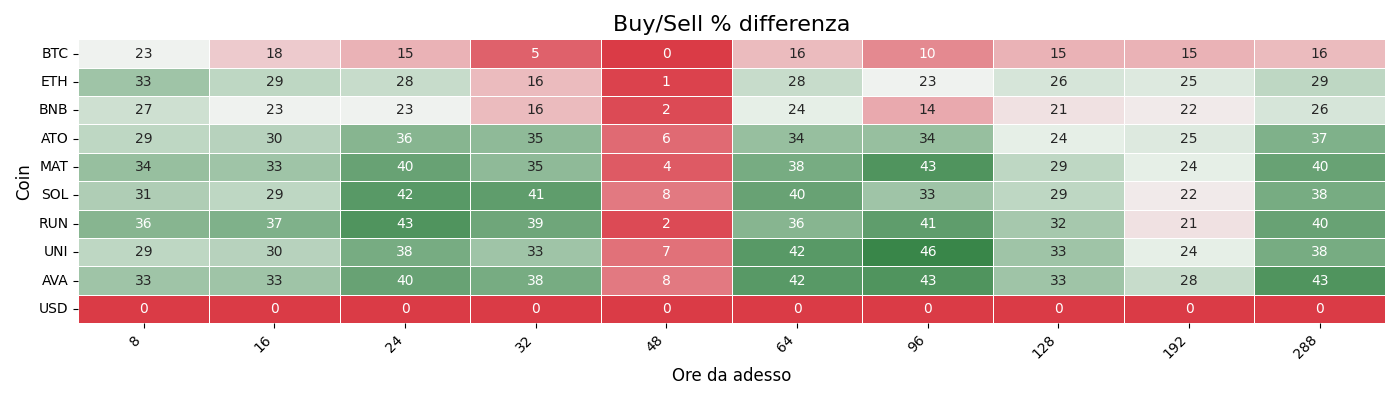 Buy/Sell % differenza
Coin
BTC 23 18 15 5 0 16 10 15 15 16
ETH 33 29 28 16 1 28 23 26 25 29
BNB 27 23 23 16 2 24 14 21 22 26
ATO 29 30 36 35 6 34 34 24 25 37
MAT 34 33 40 35 4 38 43 29 24 40
SOL 31 29 42 41 8 40 33 29 22 38
RUN 36 37 43 39 2 36 41 32 21 40
UNI 29 30 38 33 7 42 46 33 24 38
AVA 33 33 40 38 8 42 43 33 28 43
USD 0 0 0 0 0 0 0 0 0 0
8 16 24 32 48 64 96 128 192 288
Ore da adesso